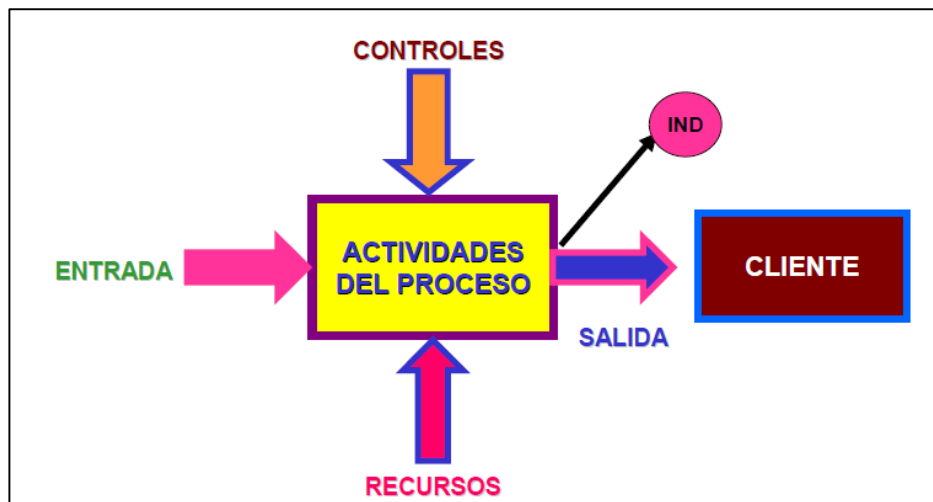 CONTROLES
IND
ENTRADA
ACTIVIDADES
DEL PROCESO
CLIENTE
SALIDA
RECURSOS